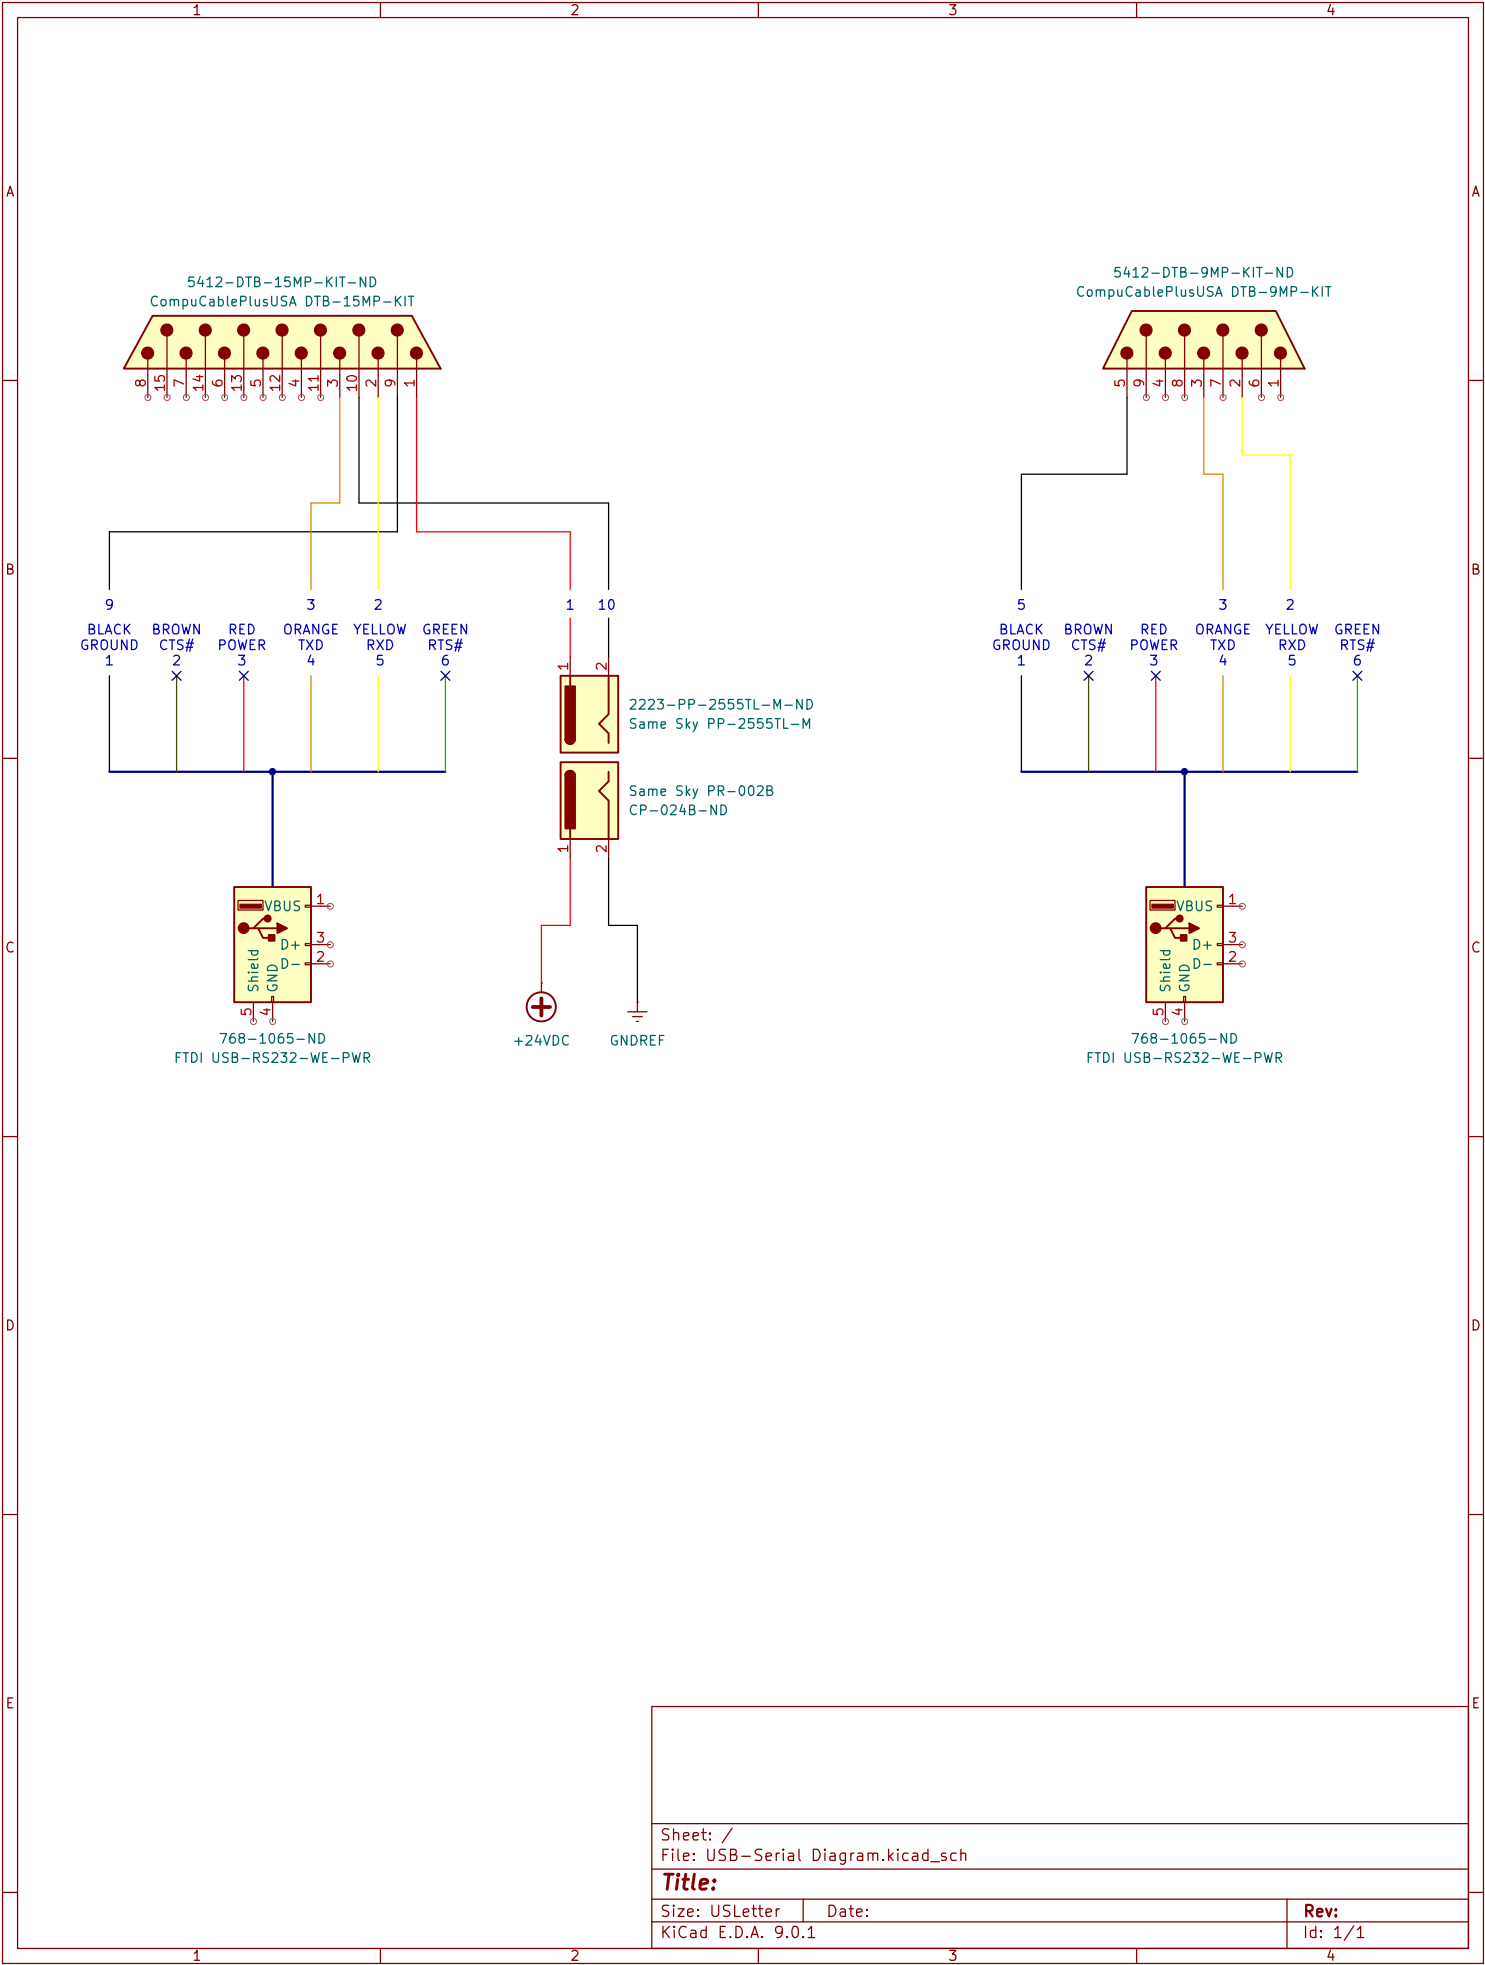 1 2 3 4
A A
5412-DTB-15MP-KIT-ND
CompuCablePlusUSA DTB-15MP-KIT
8 15 7 14 6 13 5 12 4 11 3 10 2 9 1
5412-DTB-9MP-KIT-ND
CompuCablePlusUSA DTB-9MP-KIT
5 9 4 8 3 7 2 6 1
B B
9 3 2
BLACK BROWN RED ORANGE YELLOW GREEN
GROUND CTS# POWER TXD RXD RTS#
1 2 3 4 5 6
1 10
1 2
2223-PP-2555TL-M-ND
Same Sky PP-2555TL-M
Same Sky PR-002B
CP-024B-ND
1 2
5 3 2
BLACK BROWN RED ORANGE YELLOW GREEN
GROUND CTS# POWER TXD RXD RTS#
1 2 3 4 5 6
C C
VBUS 1
D+ 3
D- 2
Shield GND
5 4
768-1065-ND
FTDI USB-RS232-WE-PWR
+24VDC GNDREF
VBUS 1
D+ 3
D- 2
Shield GND
5 4
768-1065-ND
FTDI USB-RS232-WE-PWR
D D
E E
Sheet: /
File: USB-Serial Diagram.kicad_sch
Title:
Size: USLetter Date: Rev:
KiCad E.D.A. 9.0.1 Id: 1/1
1 2 3 4